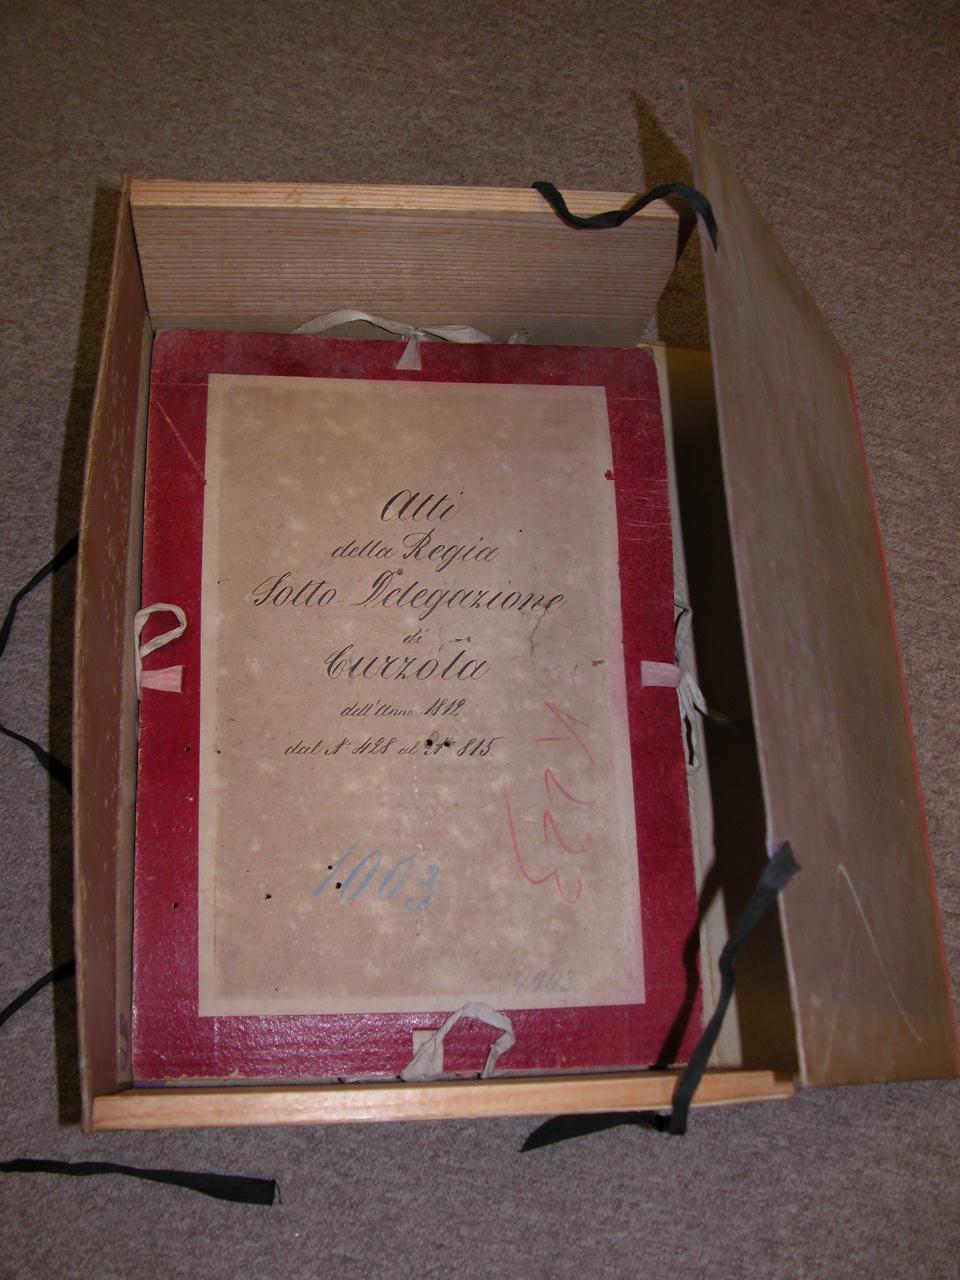 Atti
della Regia
Sotto-Delegazione
di
Curzola
dell'Anno 1812
dal N° 428 al N° 815.
1003
1003